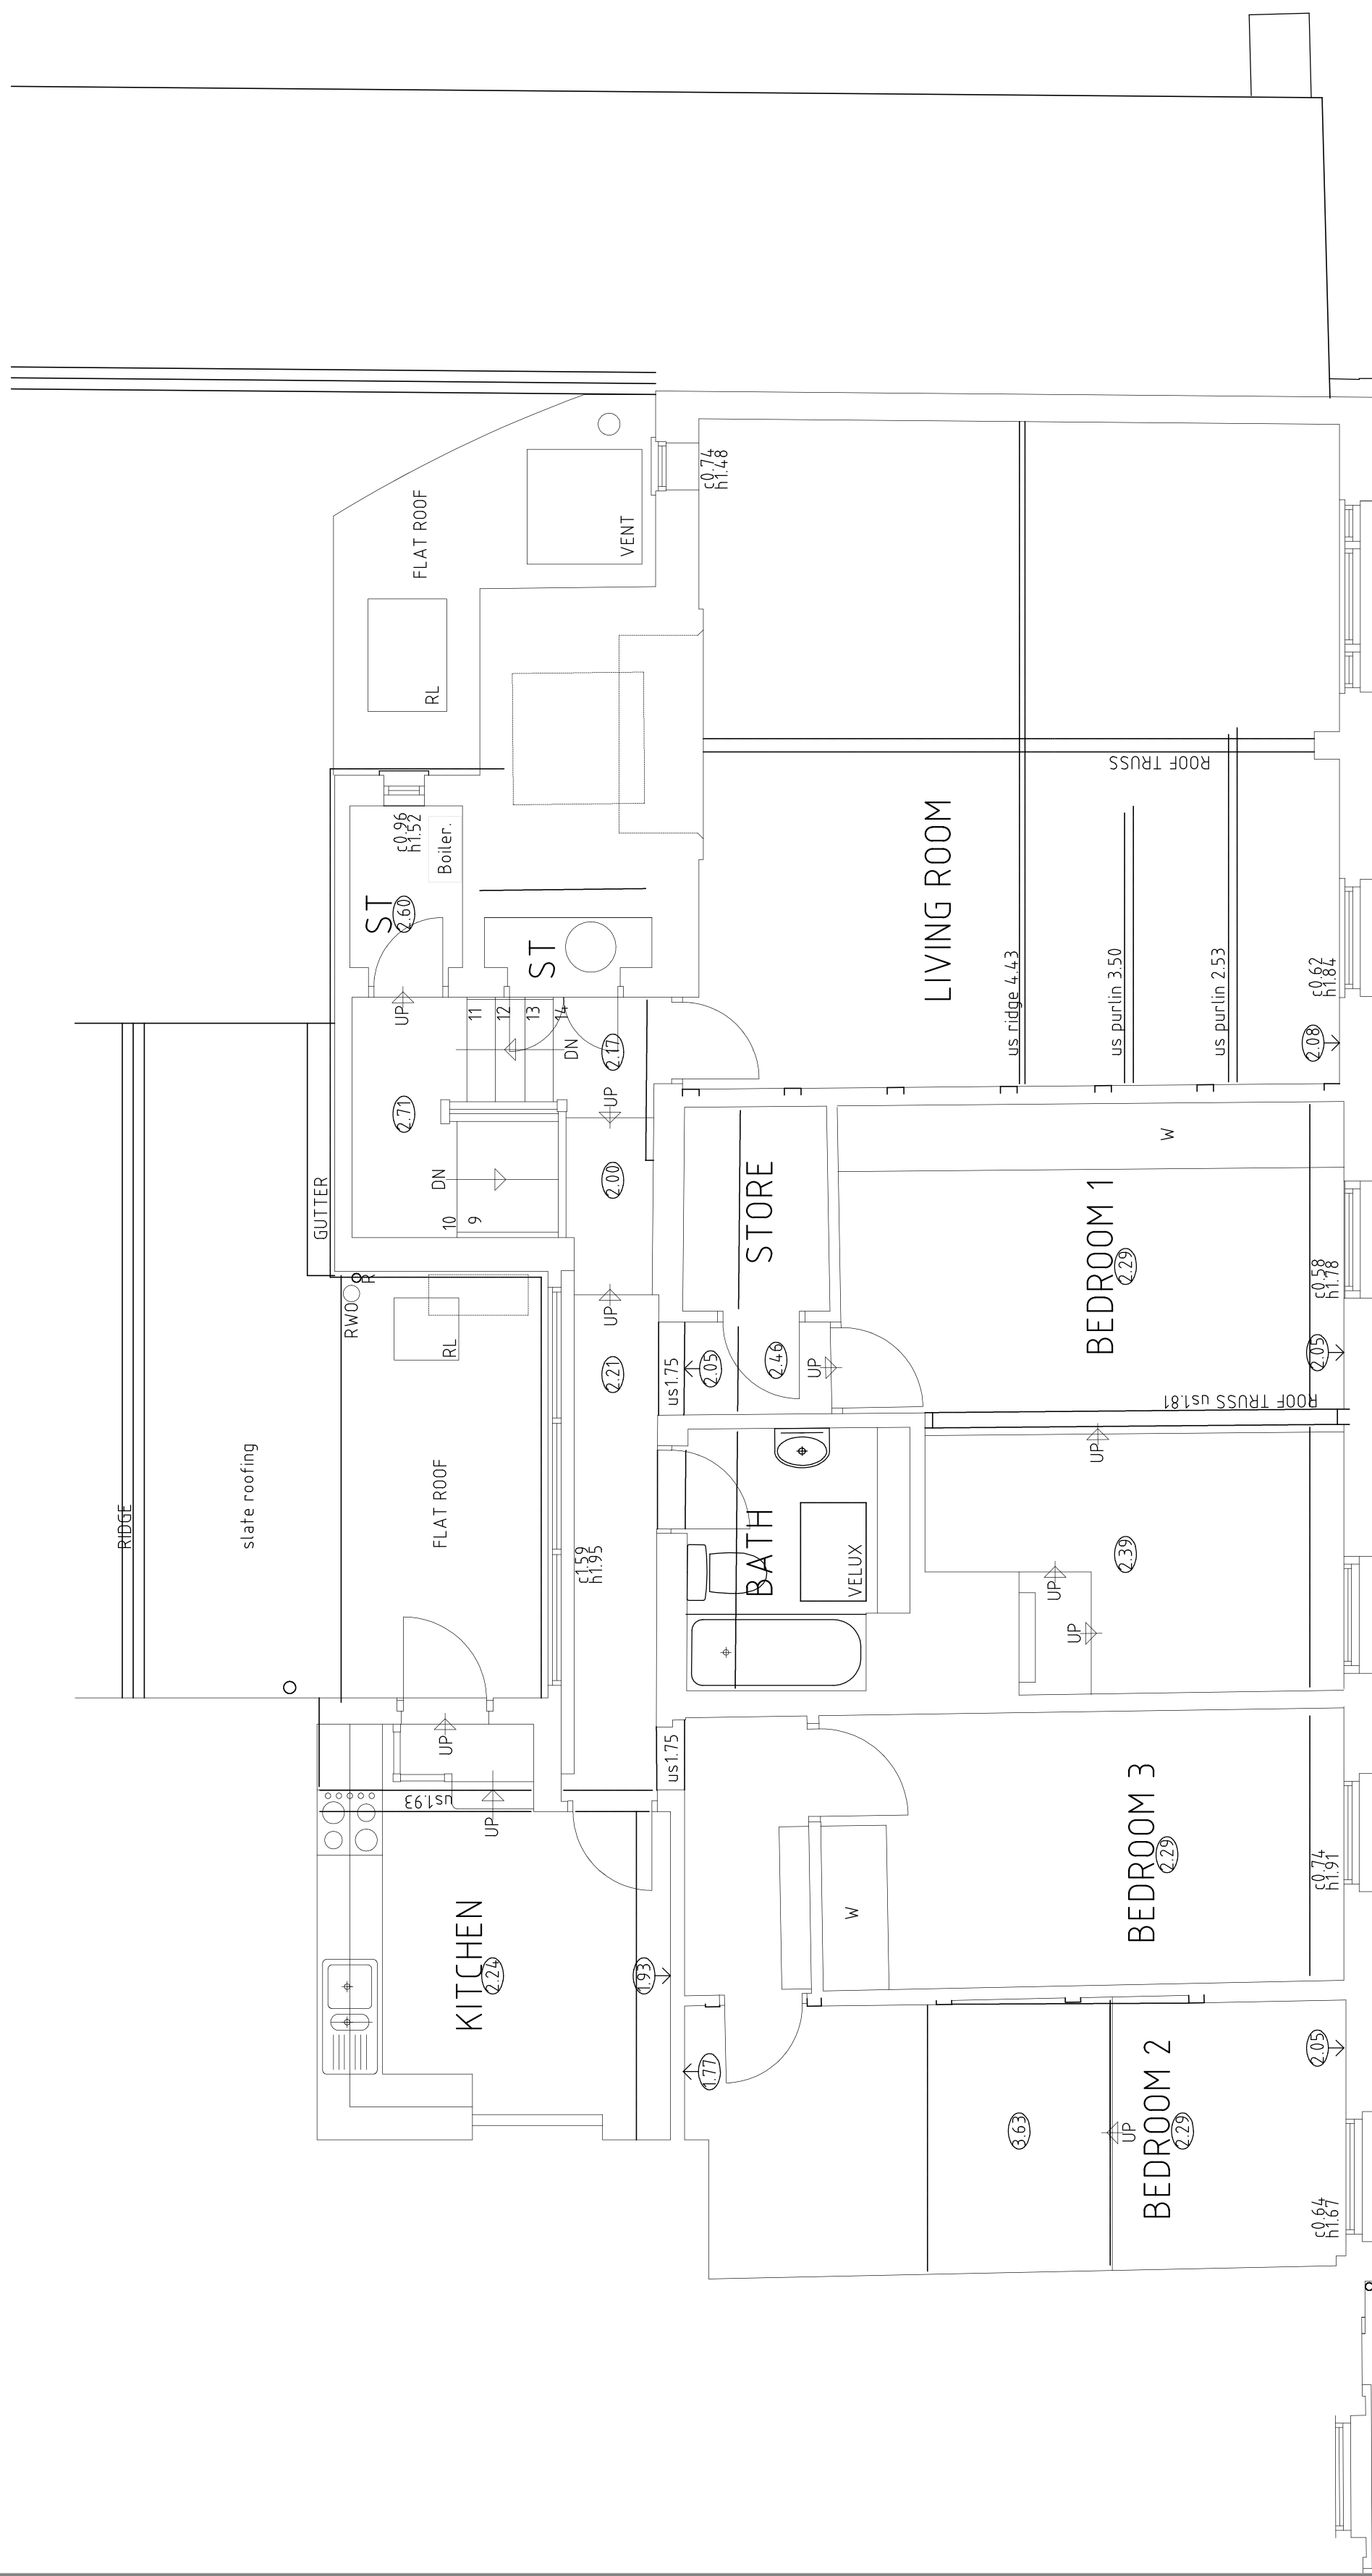 c0.74
h1.48
FLAT ROOF
VENT
RL
c0.96
h1.52
Boiler.
ST
2.60
ST
UP
11
12
13
14
DN
2.17
UP
2.71
DN
10
9
2.00
GUTTER
RWO
R
RL
UP
2.21
LIVING ROOM
us ridge 4.43
us purlin 3.50
us purlin 2.53
ROOF TRUSS
c0.62
h1.84
2.08
STORE
W
BEDROOM 1
2.29
c0.58
h1.78
us1.75
2.05
2.46
UP
2.05
ROOF TRUSS us1.81
RIDGE
slate roofing
FLAT ROOF
c1.59
h1.95
BATH
VELUX
UP
2.39
UP
UP
UP
us1.93
UP
us1.75
KITCHEN
2.24
1.93
W
BEDROOM 3
2.29
c0.74
h1.91
1.77
3.63
UP
BEDROOM 2
2.29
2.05
c0.64
h1.67